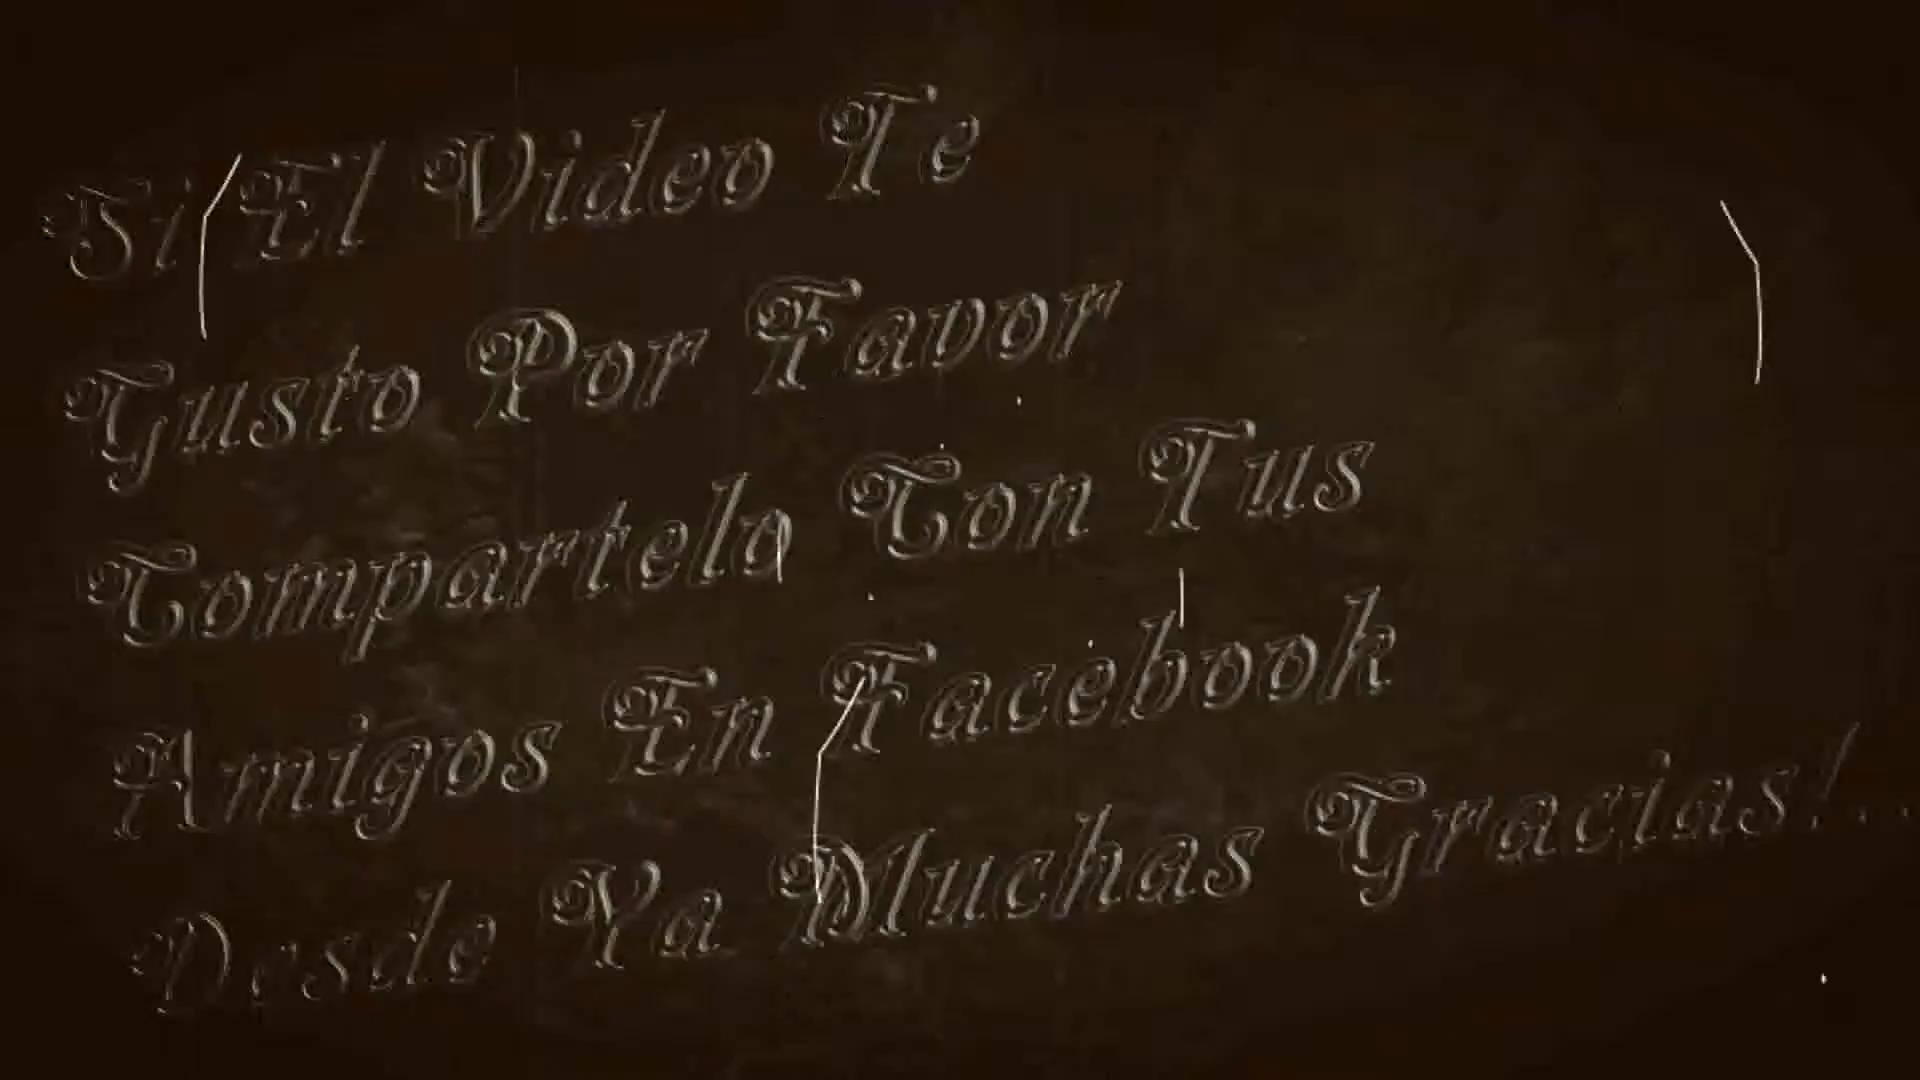 Si El Video Te
Gusto Por Favor
Compartelo Con Tus
Amigos En Facebook
Desde Ya Muchas Gracias!...